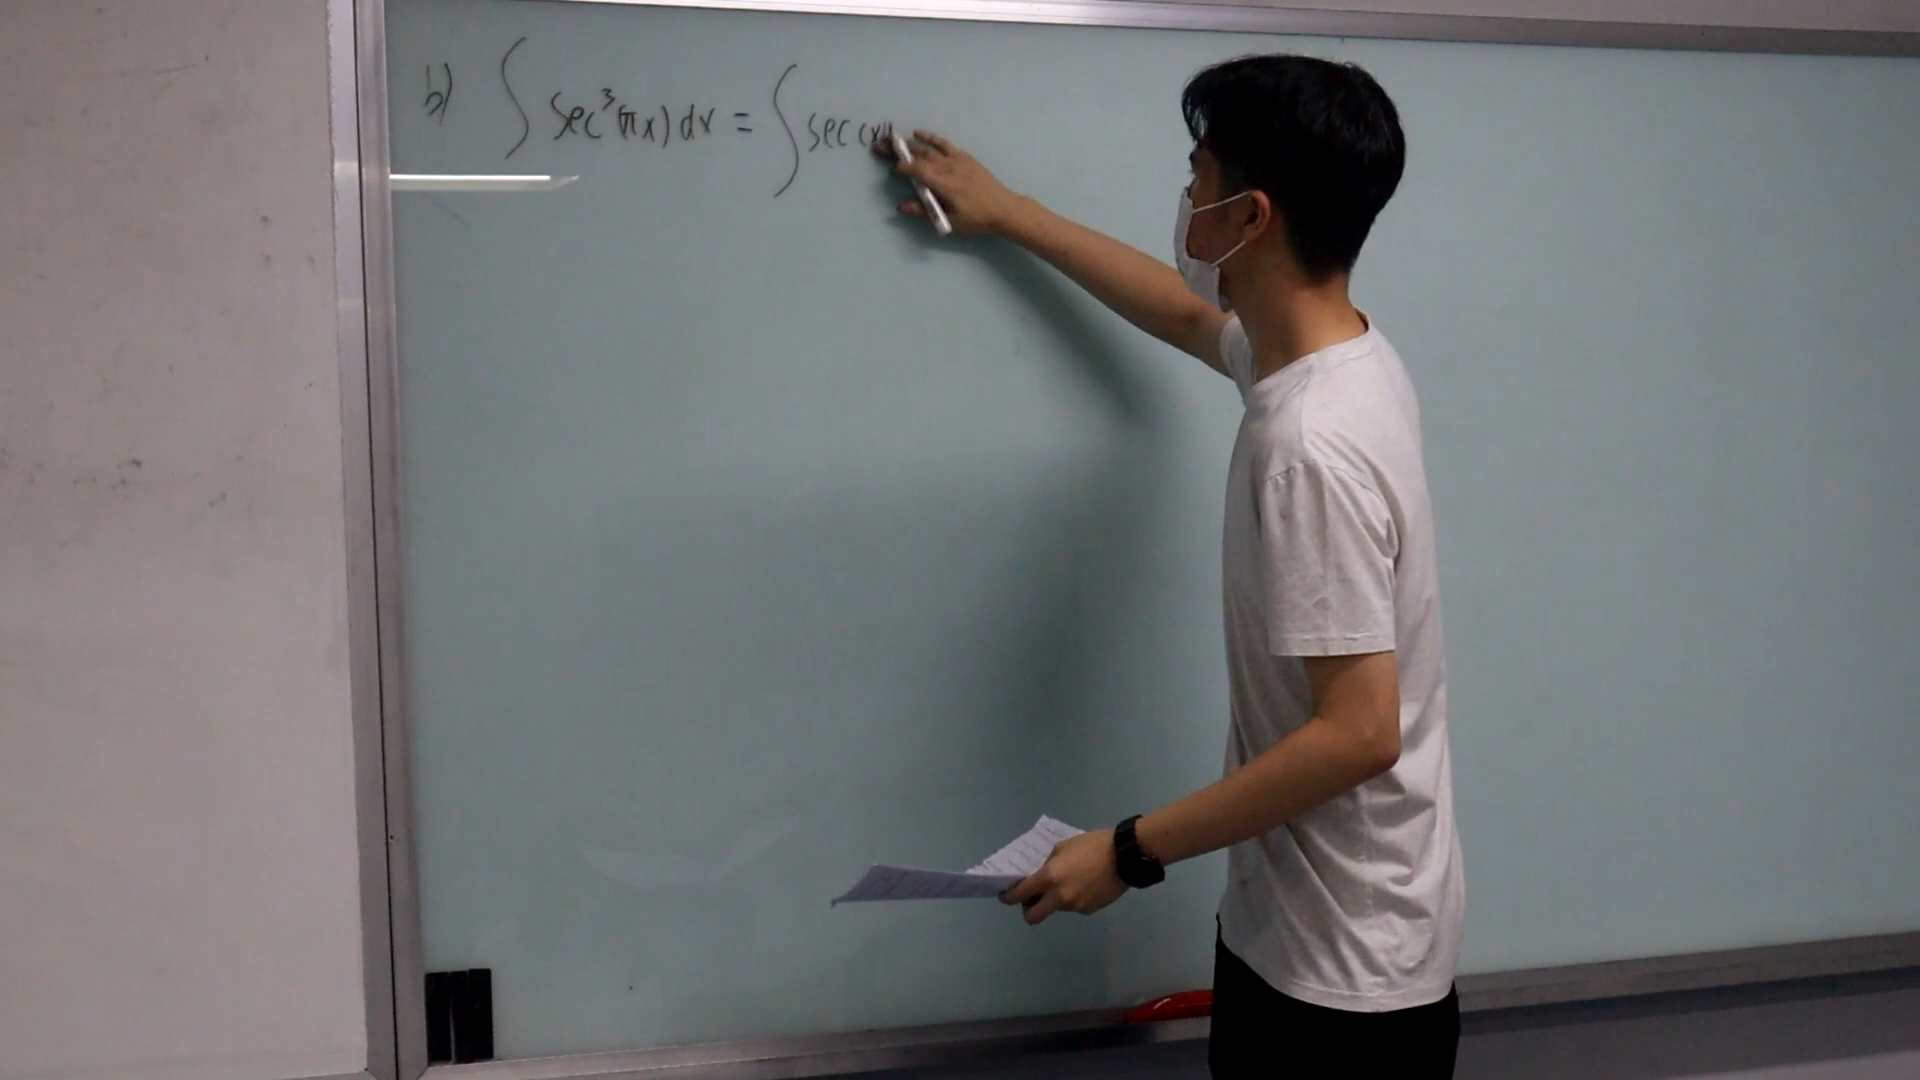 b) ∫ sec³(πx) dx = ∫ sec(x